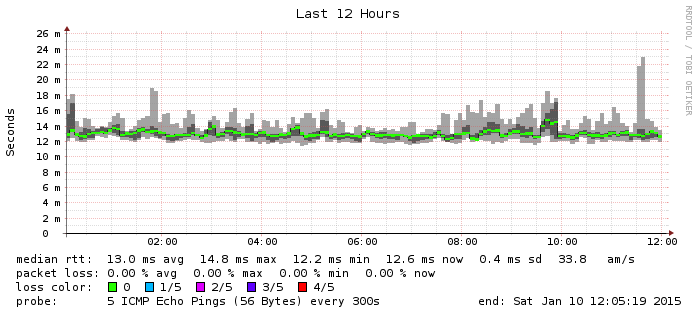 Last 12 Hours
RRDTOOL / TOBI OETIKER
Seconds
26 m
24 m
22 m
20 m
18 m
16 m
14 m
12 m
10 m
8 m
6 m
4 m
2 m
0
02:00 04:00 06:00 08:00 10:00 12:00
median rtt: 13.0 ms avg 14.8 ms max 12.2 ms min 12.6 ms now 0.4 ms sd 33.8 am/s
packet loss: 0.00 % avg 0.00 % max 0.00 % min 0.00 % now
loss color: 0 1/5 2/5 3/5 4/5
probe: 5 ICMP Echo Pings (56 Bytes) every 300s end: Sat Jan 10 12:05:19 2015